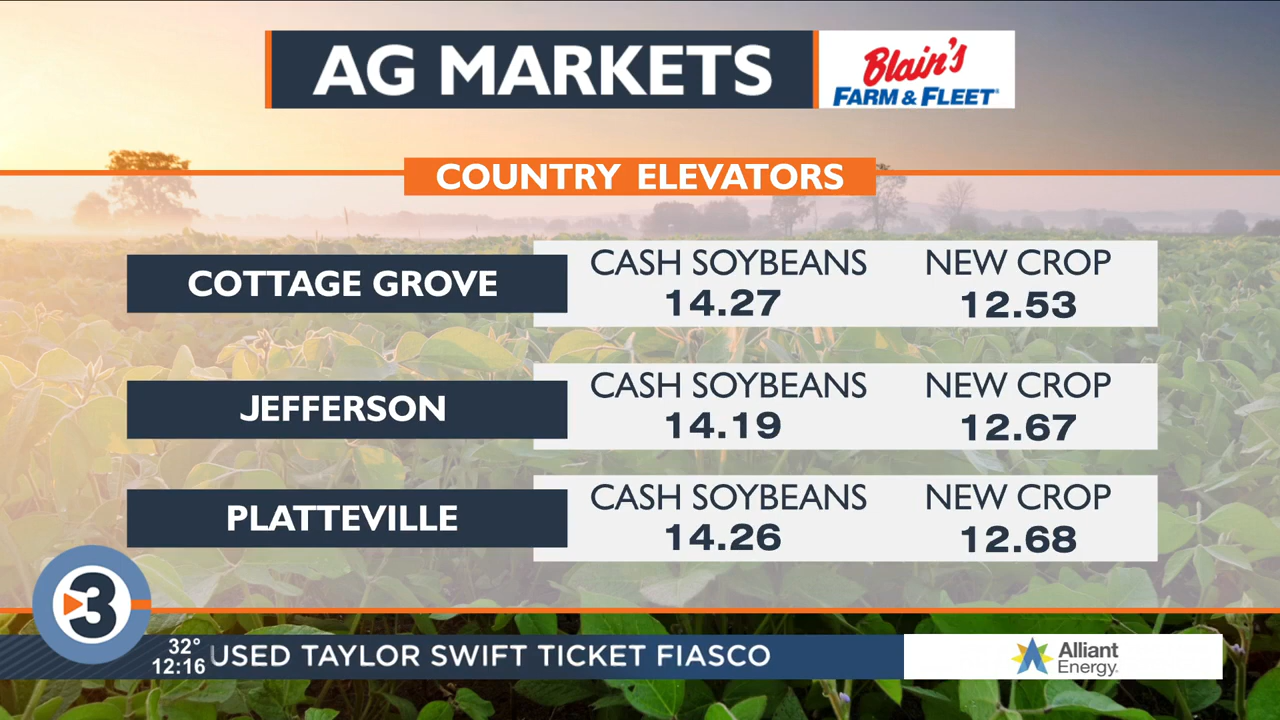 AG MARKETS
Blain's
FARM & FLEET
COUNTRY ELEVATORS
COTTAGE GROVE
CASH SOYBEANS
NEW CROP
14.27
12.53
JEFFERSON
CASH SOYBEANS
NEW CROP
14.19
12.67
PLATTEVILLE
CASH SOYBEANS
NEW CROP
14.26
12.68
3
32°
12:16
USED TAYLOR SWIFT TICKET FIASCO
Alliant
Energy